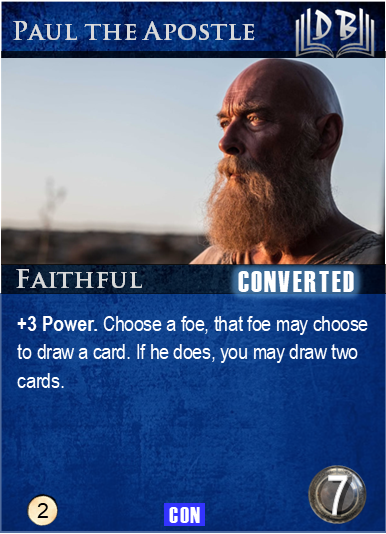 PAUL THE APOSTLE
DB
FAITHFUL
CONVERTED
+3 Power. Choose a foe, that foe may choose
to draw a card. If he does, you may draw two
cards.
2
CON
7